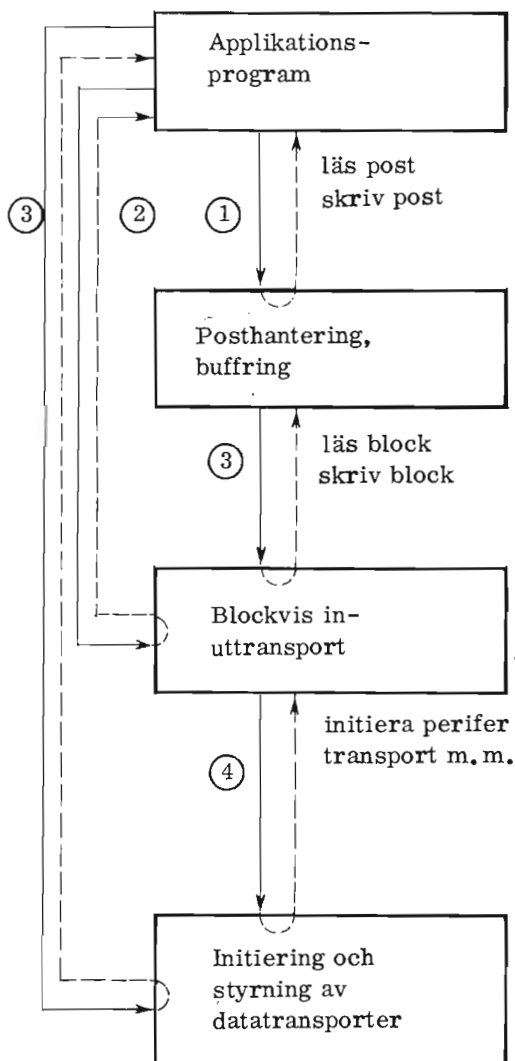 Applikations-
program
läs post
skriv post
③
②
①
Posthantering,
buffring
③
läs block
skriv block
Blockvis in-
uttransport
initiera perifer
transport m.m.
④
Initiering och
styrning av
datatransporter